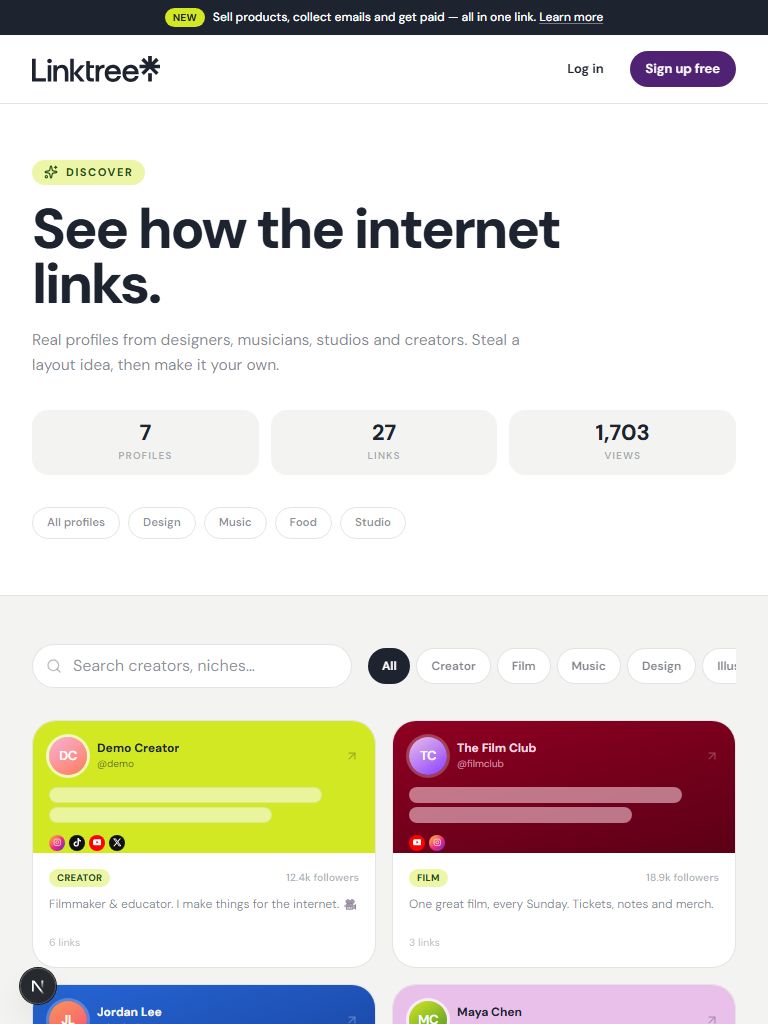 NEW Sell products, collect emails and get paid — all in one link. Learn more
Linktree
Log in
Sign up free
DISCOVER
See how the internet
links.
Real profiles from designers, musicians, studios and creators. Steal a
layout idea, then make it your own.
7
PROFILES
27
LINKS
1,703
VIEWS
All profiles
Design
Music
Food
Studio
Search creators, niches...
All
Creator
Film
Music
Design
Illus
DC
Demo Creator
@demo
CREATOR
12.4k followers
Filmmaker & educator. I make things for the internet. 🎥
6 links
TC
The Film Club
@filmclub
FILM
18.9k followers
One great film, every Sunday. Tickets, notes and merch.
3 links
N
JL
Jordan Lee
MC
Maya Chen